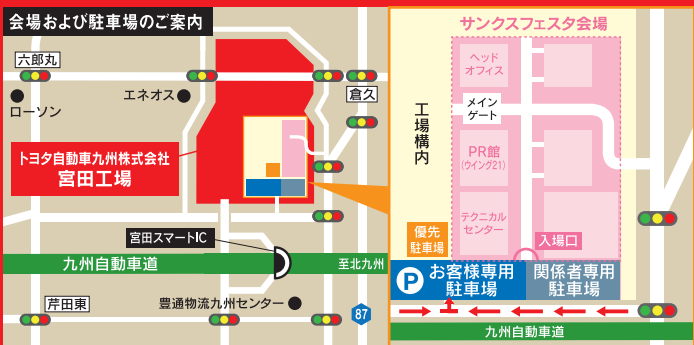 会場および駐車場のご案内
六郎丸
ローソン
エネオス
倉久
トヨタ自動車九州株式会社
宮田工場
宮田スマートIC
九州自動車道
至北九州
芹田東
豊通物流九州センター
87
サンクスフェスタ会場
ヘッド
オフィス
メイン
ゲート
工場構内
PR館
(ウイング21)
テクニカル
センター
優先
駐車場
入場口
P
お客様専用
駐車場
関係者専用
駐車場
九州自動車道